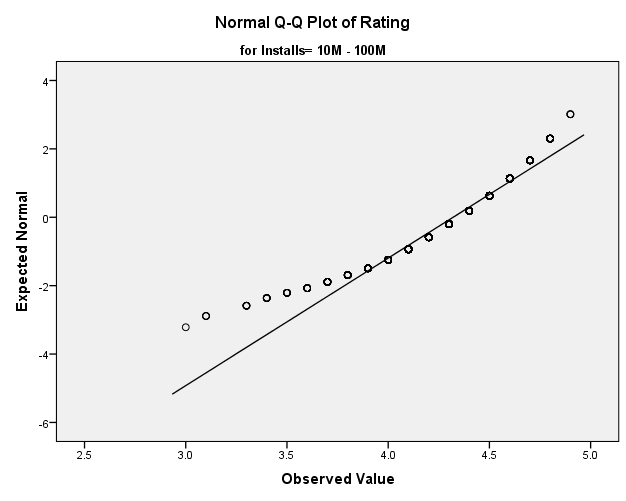 Normal Q-Q Plot of Rating
for Installs= 10M - 100M
4
2
0
-2
-4
-6
Expected Normal
2.5 3.0 3.5 4.0 4.5 5.0
Observed Value